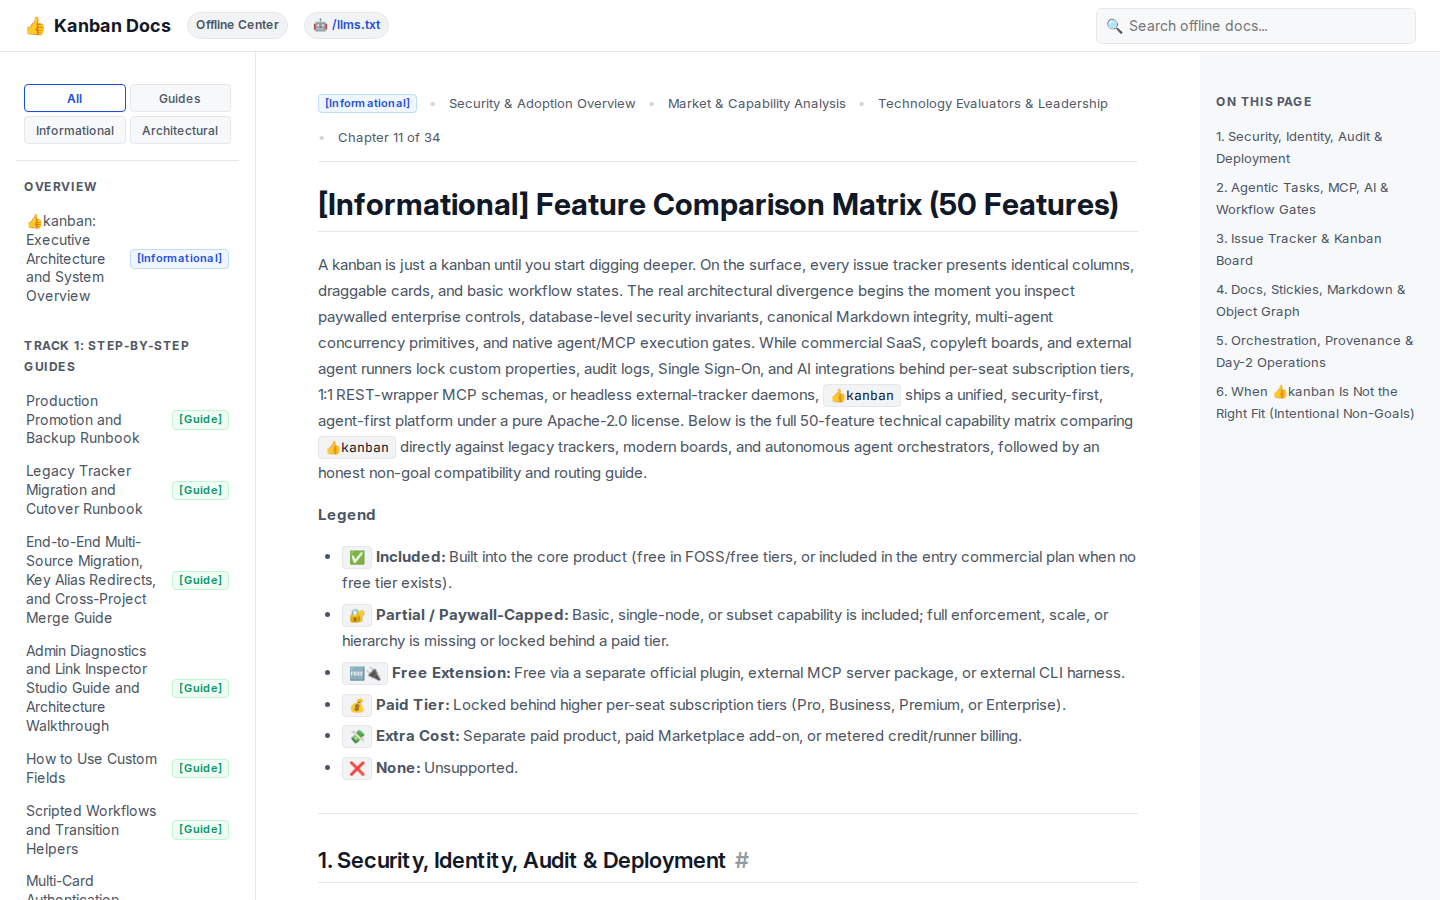 👍 Kanban Docs
Offline Center
🤖 /llms.txt
🔍 Search offline docs...
All
Guides
Informational
Architectural
OVERVIEW
👍kanban:
Executive
Architecture
and System
Overview
[Informational]
TRACK 1: STEP-BY-STEP
GUIDES
Production
Promotion and
Backup Runbook
[Guide]
Legacy Tracker
Migration and
Cutover Runbook
[Guide]
End-to-End Multi-
Source Migration,
Key Alias Redirects,
and Cross-Project
Merge Guide
[Guide]
Admin Diagnostics
and Link Inspector
Studio Guide and
Architecture
Walkthrough
[Guide]
How to Use Custom
Fields
[Guide]
Scripted Workflows
and Transition
Helpers
[Guide]
Multi-Card
Authentication
[Informational] • Security & Adoption Overview • Market & Capability Analysis • Technology Evaluators & Leadership
• Chapter 11 of 34
[Informational] Feature Comparison Matrix (50 Features)
A kanban is just a kanban until you start digging deeper. On the surface, every issue tracker presents identical columns,
draggable cards, and basic workflow states. The real architectural divergence begins the moment you inspect
paywalled enterprise controls, database-level security invariants, canonical Markdown integrity, multi-agent
concurrency primitives, and native agent/MCP execution gates. While commercial SaaS, copyleft boards, and external
agent runners lock custom properties, audit logs, Single Sign-On, and AI integrations behind per-seat subscription tiers,
1:1 REST-wrapper MCP schemas, or headless external-tracker daemons, 👍kanban ships a unified, security-first,
agent-first platform under a pure Apache-2.0 license. Below is the full 50-feature technical capability matrix comparing
👍kanban directly against legacy trackers, modern boards, and autonomous agent orchestrators, followed by an
honest non-goal compatibility and routing guide.
Legend
• ✅ Included: Built into the core product (free in FOSS/free tiers, or included in the entry commercial plan when no
free tier exists).
• 🔐 Partial / Paywall-Capped: Basic, single-node, or subset capability is included; full enforcement, scale, or
hierarchy is missing or locked behind a paid tier.
• 🆓🔌 Free Extension: Free via a separate official plugin, external MCP server package, or external CLI harness.
• 💰 Paid Tier: Locked behind higher per-seat subscription tiers (Pro, Business, Premium, or Enterprise).
• 💸 Extra Cost: Separate paid product, paid Marketplace add-on, or metered credit/runner billing.
• ❌ None: Unsupported.
1. Security, Identity, Audit & Deployment #
ON THIS PAGE
1. Security, Identity, Audit &
Deployment
2. Agentic Tasks, MCP, AI &
Workflow Gates
3. Issue Tracker & Kanban
Board
4. Docs, Stickies, Markdown &
Object Graph
5. Orchestration, Provenance &
Day-2 Operations
6. When 👍kanban Is Not the
Right Fit (Intentional Non-Goals)